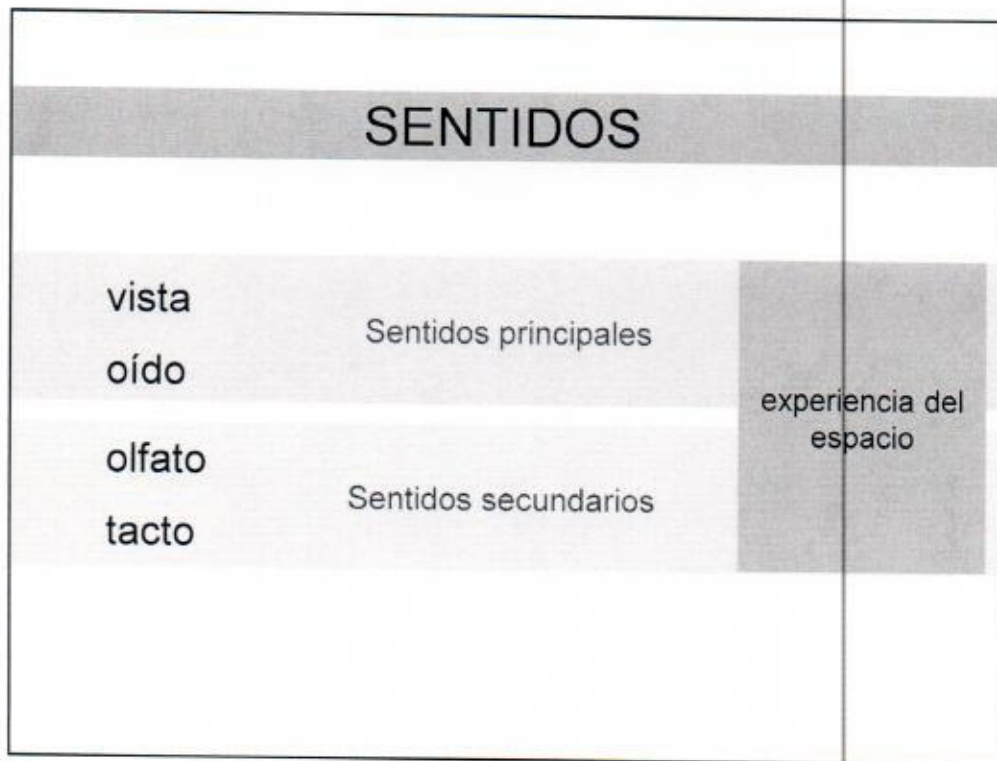 SENTIDOS
vista
oído
Sentidos principales
olfato
tacto
Sentidos secundarios
experiencia del
espacio